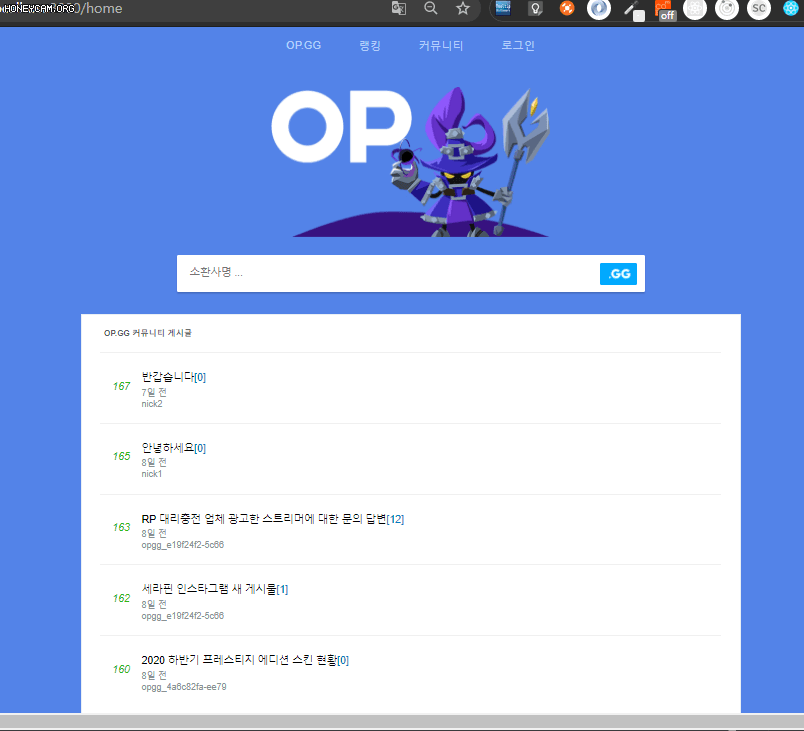 HONEYCAM.ORG
0/home
off
SC
OP.GG 랭킹 커뮤니티 로그인
OP
소환사명 ...
.GG
OP.GG 커뮤니티 게시글
167
반갑습니다[0]
7일 전
nick2
165
안녕하세요[0]
8일 전
nick1
163
RP 대리충전 업체 광고한 스트리머에 대한 문의 답변[12]
8일 전
opgg_e19f24f2-5c66
162
세라핀 인스타그램 새 게시물[1]
8일 전
opgg_e19f24f2-5c66
160
2020 하반기 프레스티지 에디션 스킨 현황[0]
8일 전
opgg_4a6c82fa-ee79